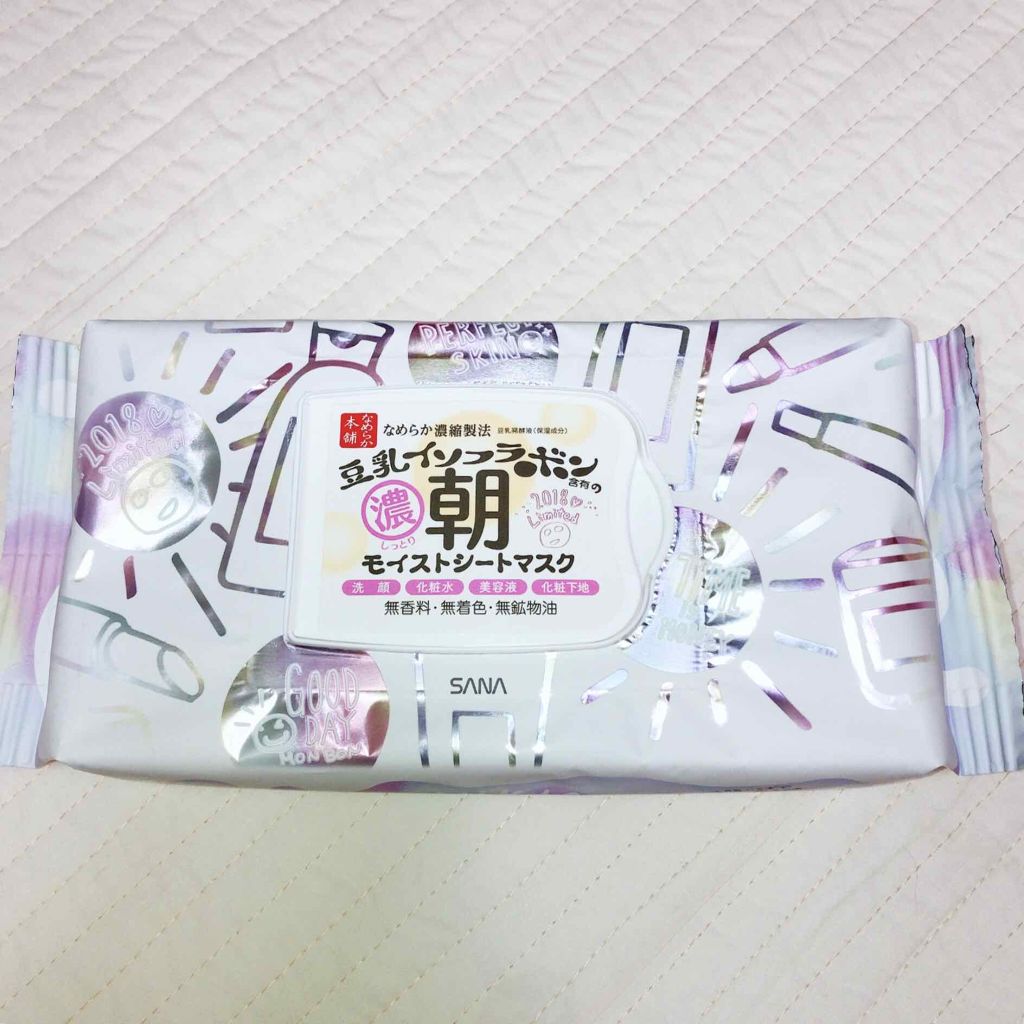 PERFEC
SKIN
2018
Limited
なめらか
本舗
なめらか濃縮製法 豆乳発酵液(保湿成分)
豆乳イソフラボン
含有の
濃
しっとり
朝
2018
Limited
モイストシートマスク
洗顔 化粧水 美容液 化粧下地
無香料・無着色・無鉱物油
TIME
SANA
GOOD
DAY
MON BON